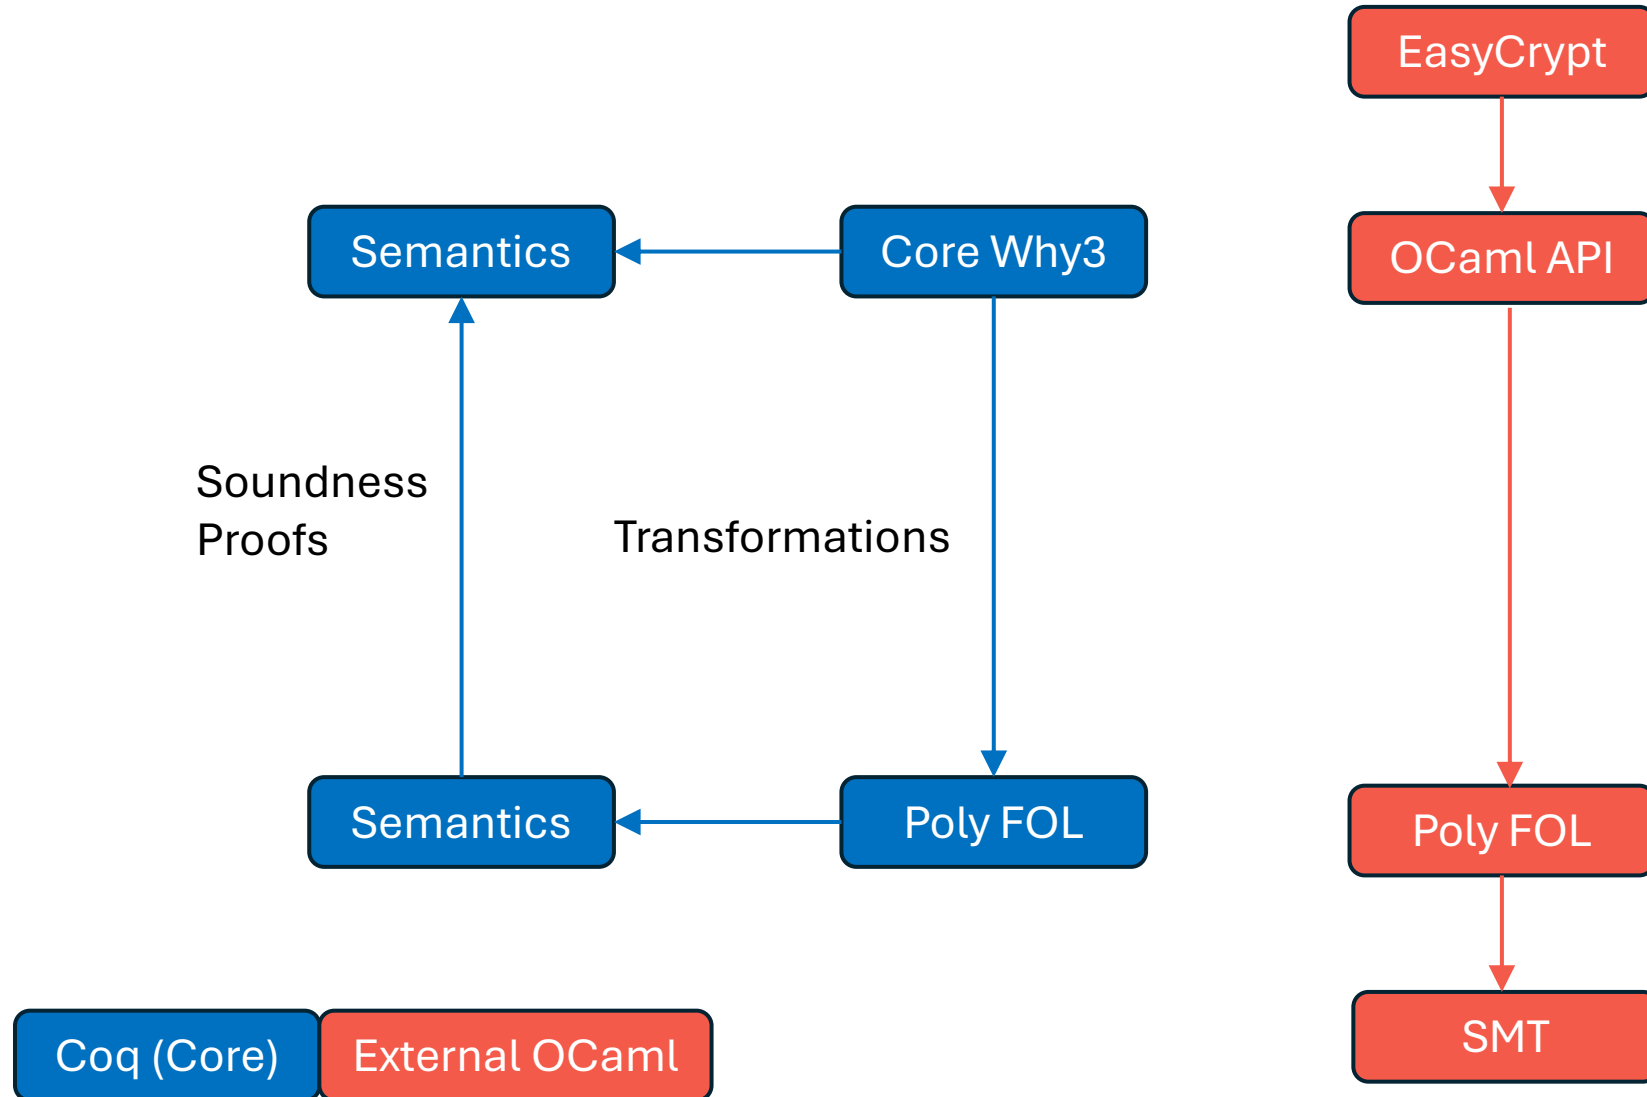 EasyCrypt
Semantics
Core Why3
OCaml API
Soundness
Proofs
Transformations
Semantics
Poly FOL
Poly FOL
SMT
Coq (Core)
External OCaml